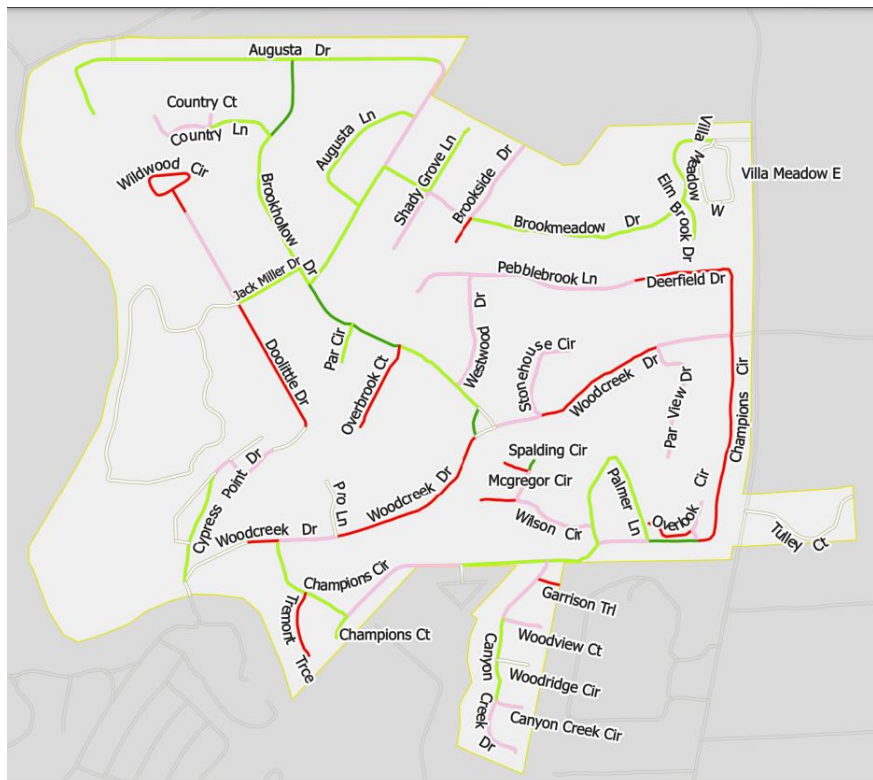 Augusta Dr
Country Ct
Country Ln
Augusta Ln
Shady Grove Ln
Brookside Dr
Villa Meadow W
Villa Meadow E
Wildwood Cir
Brookhollow Dr
Elm Brook Dr
Brookmeadow Dr
Jack Miller Dr
Pebblebrook Ln
Deerfield Dr
Westwood Dr
Par Cir
Stonehouse Cir
Doolittle Dr
Overbrook Ct
Woodcreek Dr
Par View Dr
Champions Cir
Spalding Cir
Mcgregor Cir
Cypress Point Dr
Pro Ln
Woodcreek Dr
Palmer Ln
Overlook Cir
Wilson Cir
Woodcreek Dr
Tulley Ct
Champions Cir
Tremont Trce
Garrison Trl
Champions Ct
Woodview Ct
Canyon Creek Dr
Woodridge Cir
Canyon Creek Cir